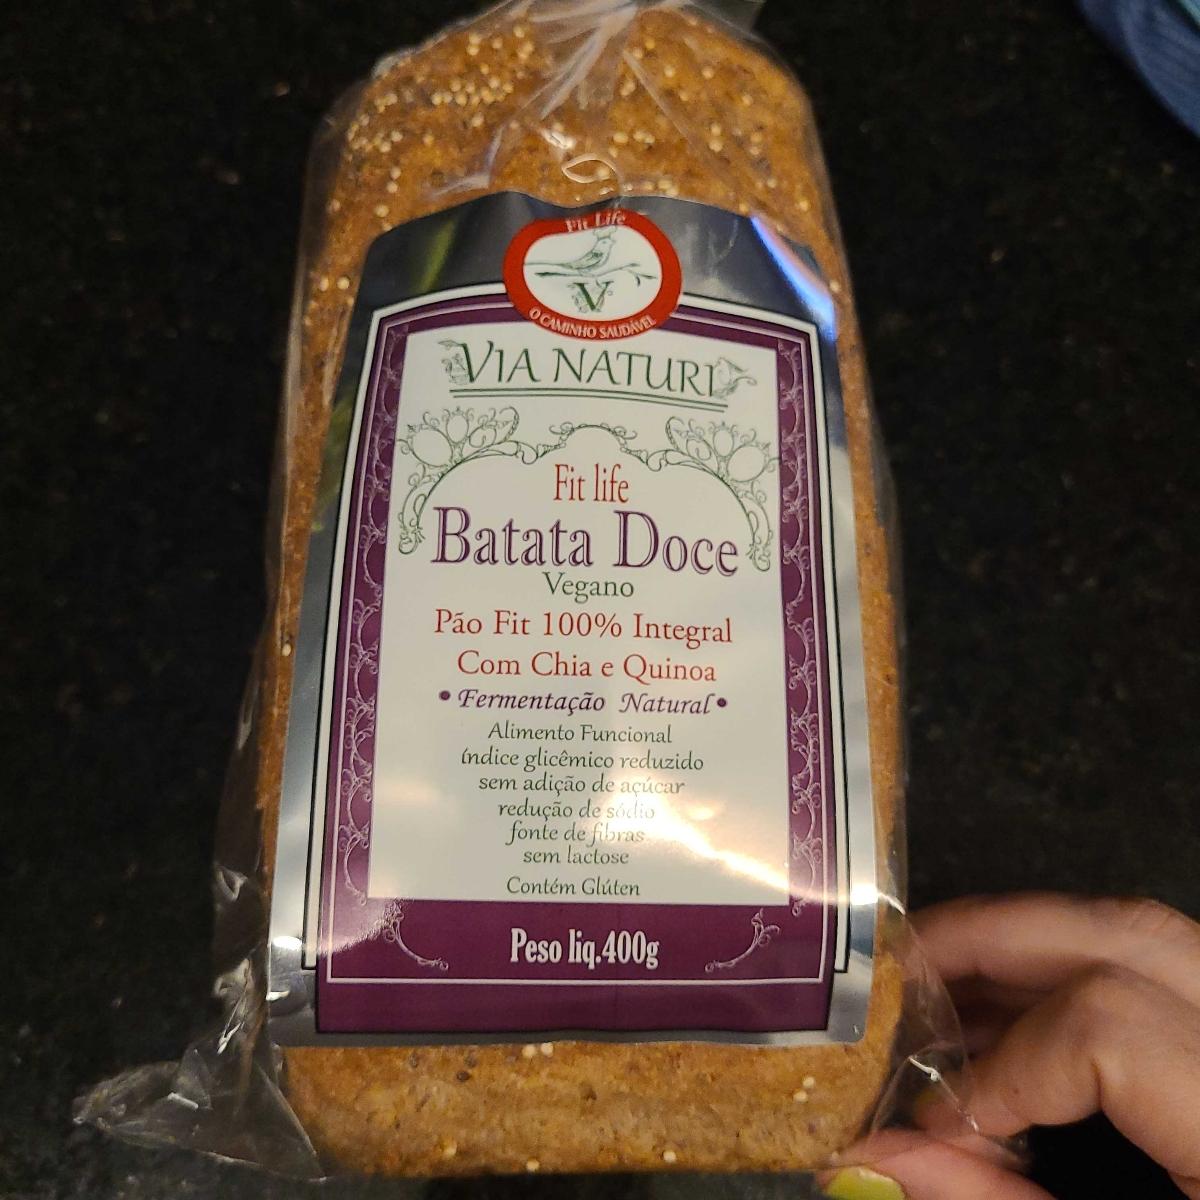 Fit Life
V
O CAMINHO SAUDÁVEL
VIA NATURI
Fit life
Batata Doce
Vegano
Pão Fit 100% Integral
Com Chia e Quinoa
• Fermentação Natural •
Alimento Funcional
índice glicêmico reduzido
sem adição de açúcar
redução de sódio
fonte de fibras
sem lactose
Contém Glúten
Peso liq.400g